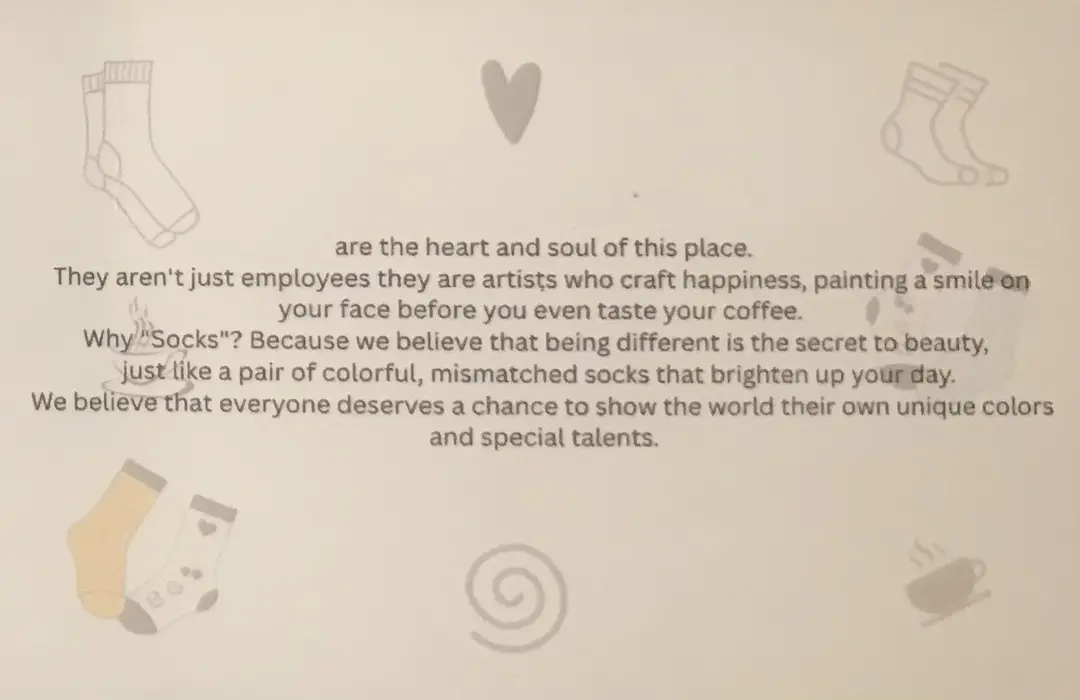 are the heart and soul of this place.
They aren't just employees they are artists who craft happiness, painting a smile on
your face before you even taste your coffee.
Why "Socks"? Because we believe that being different is the secret to beauty,
just like a pair of colorful, mismatched socks that brighten up your day.
We believe that everyone deserves a chance to show the world their own unique colors
and special talents.